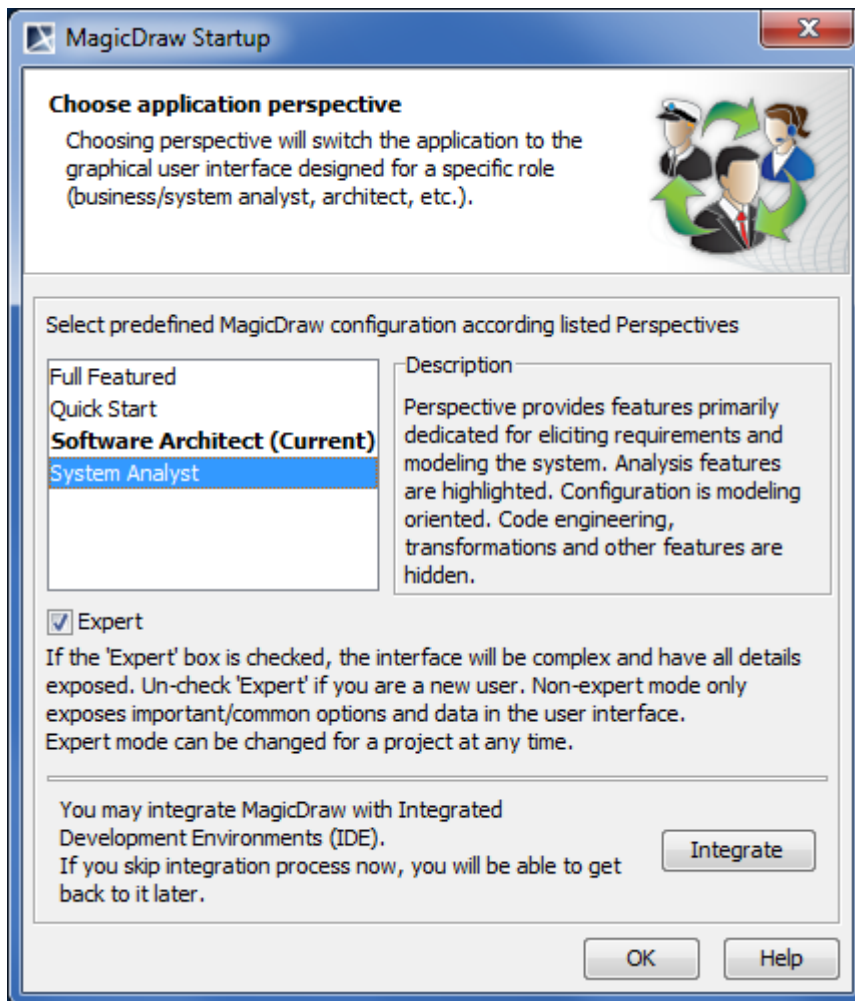 MagicDraw Startup
Choose application perspective
Choosing perspective will switch the application to the
graphical user interface designed for a specific role
(business/system analyst, architect, etc.).
Select predefined MagicDraw configuration according listed Perspectives
Full Featured
Quick Start
Software Architect (Current)
System Analyst
Description
Perspective provides features primarily
dedicated for eliciting requirements and
modeling the system. Analysis features
are highlighted. Configuration is modeling
oriented. Code engineering,
transformations and other features are
hidden.
Expert
If the 'Expert' box is checked, the interface will be complex and have all details
exposed. Un-check 'Expert' if you are a new user. Non-expert mode only
exposes important/common options and data in the user interface.
Expert mode can be changed for a project at any time.
You may integrate MagicDraw with Integrated
Development Environments (IDE).
If you skip integration process now, you will be able to get
back to it later.
Integrate
OK
Help